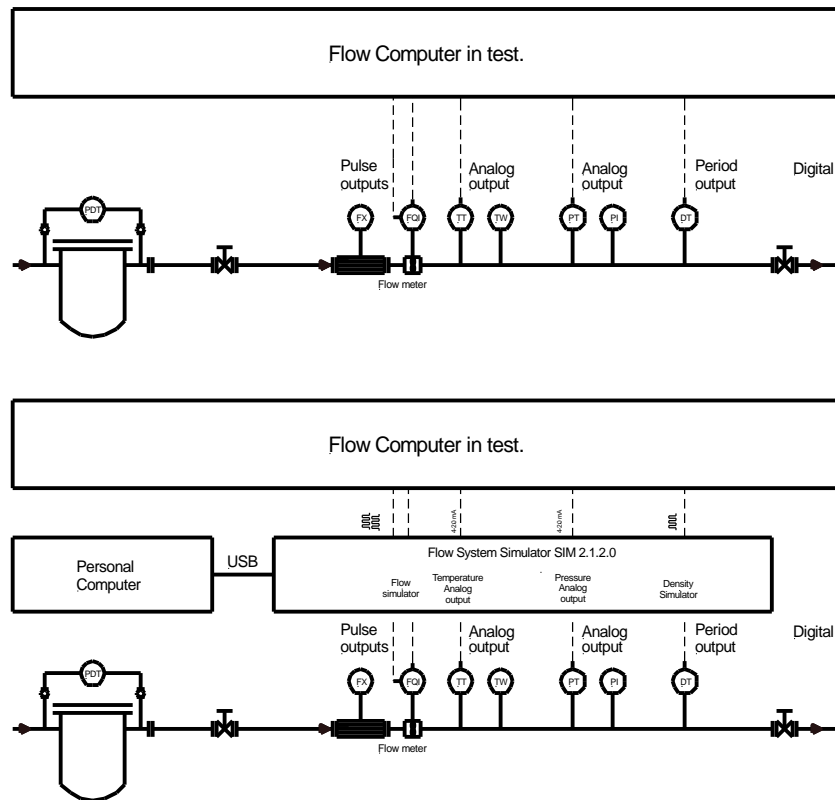 Flow Computer in test.
Pulse
outputs
Analog
output
Analog
output
Period
output
Digital
PDT
FX
FQI
TT
TW
PT
PI
DT
Flow meter
Flow Computer in test.
4-20 mA
4-20 mA
Personal
Computer
USB
Flow System Simulator SIM 2.1.2.0
Flow
simulator
Temperature
Analog
output
Pressure
Analog
output
Density
Simulator
Pulse
outputs
Analog
output
Analog
output
Period
output
Digital
PDT
FX
FQI
TT
TW
PT
PI
DT
Flow meter